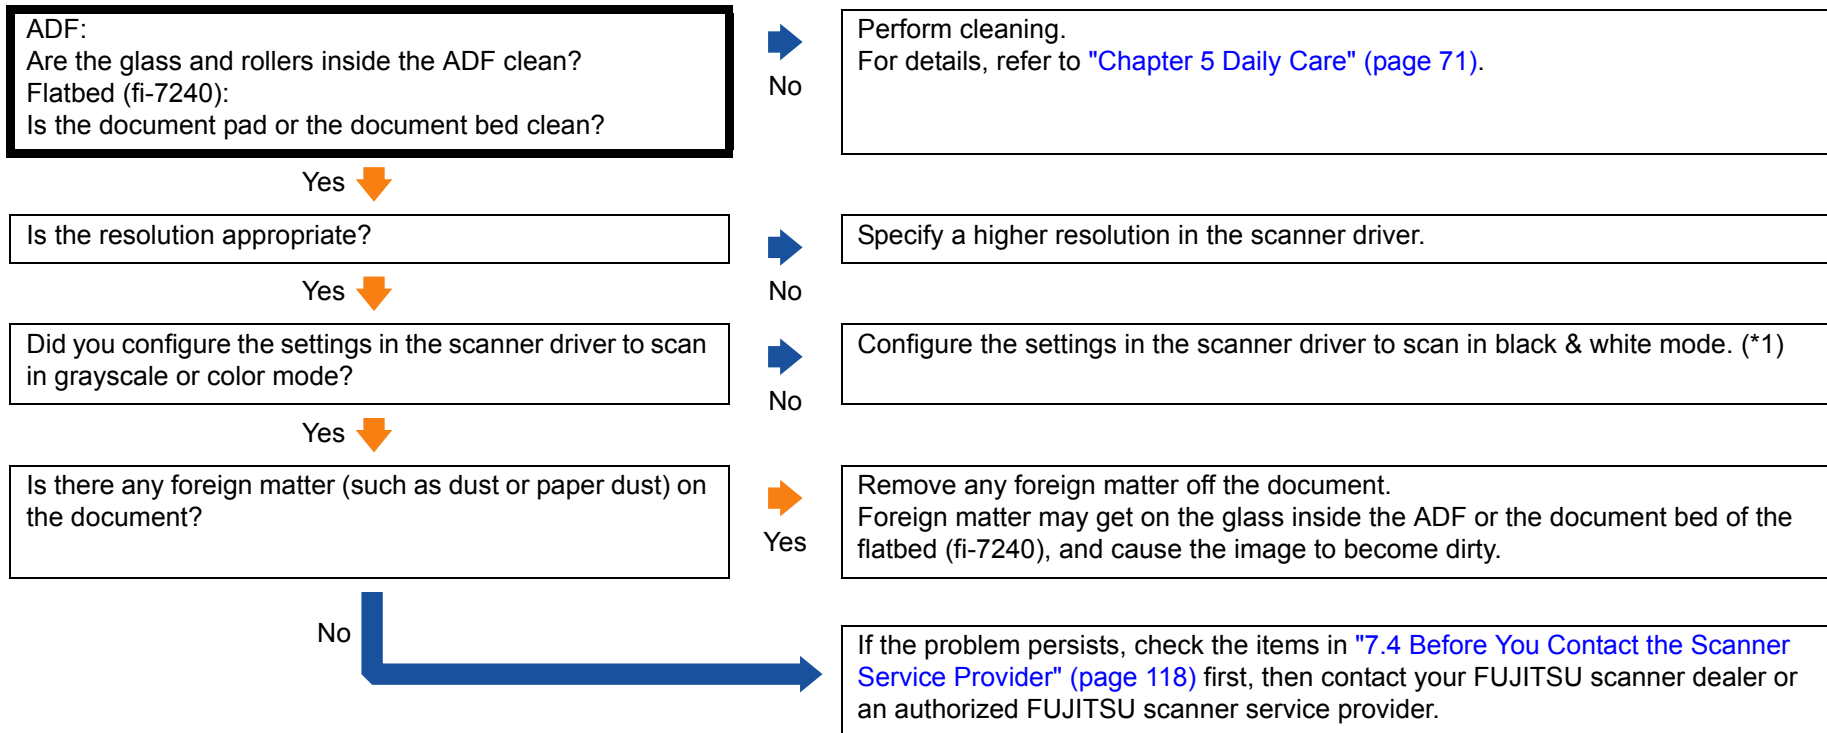 ADF:
Are the glass and rollers inside the ADF clean?
Flatbed (fi-7240):
Is the document pad or the document bed clean?
No
Perform cleaning.
For details, refer to "Chapter 5 Daily Care" (page 71).
Yes
Is the resolution appropriate?
No
Specify a higher resolution in the scanner driver.
Yes
Did you configure the settings in the scanner driver to scan
in grayscale or color mode?
No
Configure the settings in the scanner driver to scan in black & white mode. (*1)
Yes
Is there any foreign matter (such as dust or paper dust) on
the document?
Yes
Remove any foreign matter off the document.
Foreign matter may get on the glass inside the ADF or the document bed of the
flatbed (fi-7240), and cause the image to become dirty.
No
If the problem persists, check the items in "7.4 Before You Contact the Scanner
Service Provider" (page 118) first, then contact your FUJITSU scanner dealer or
an authorized FUJITSU scanner service provider.